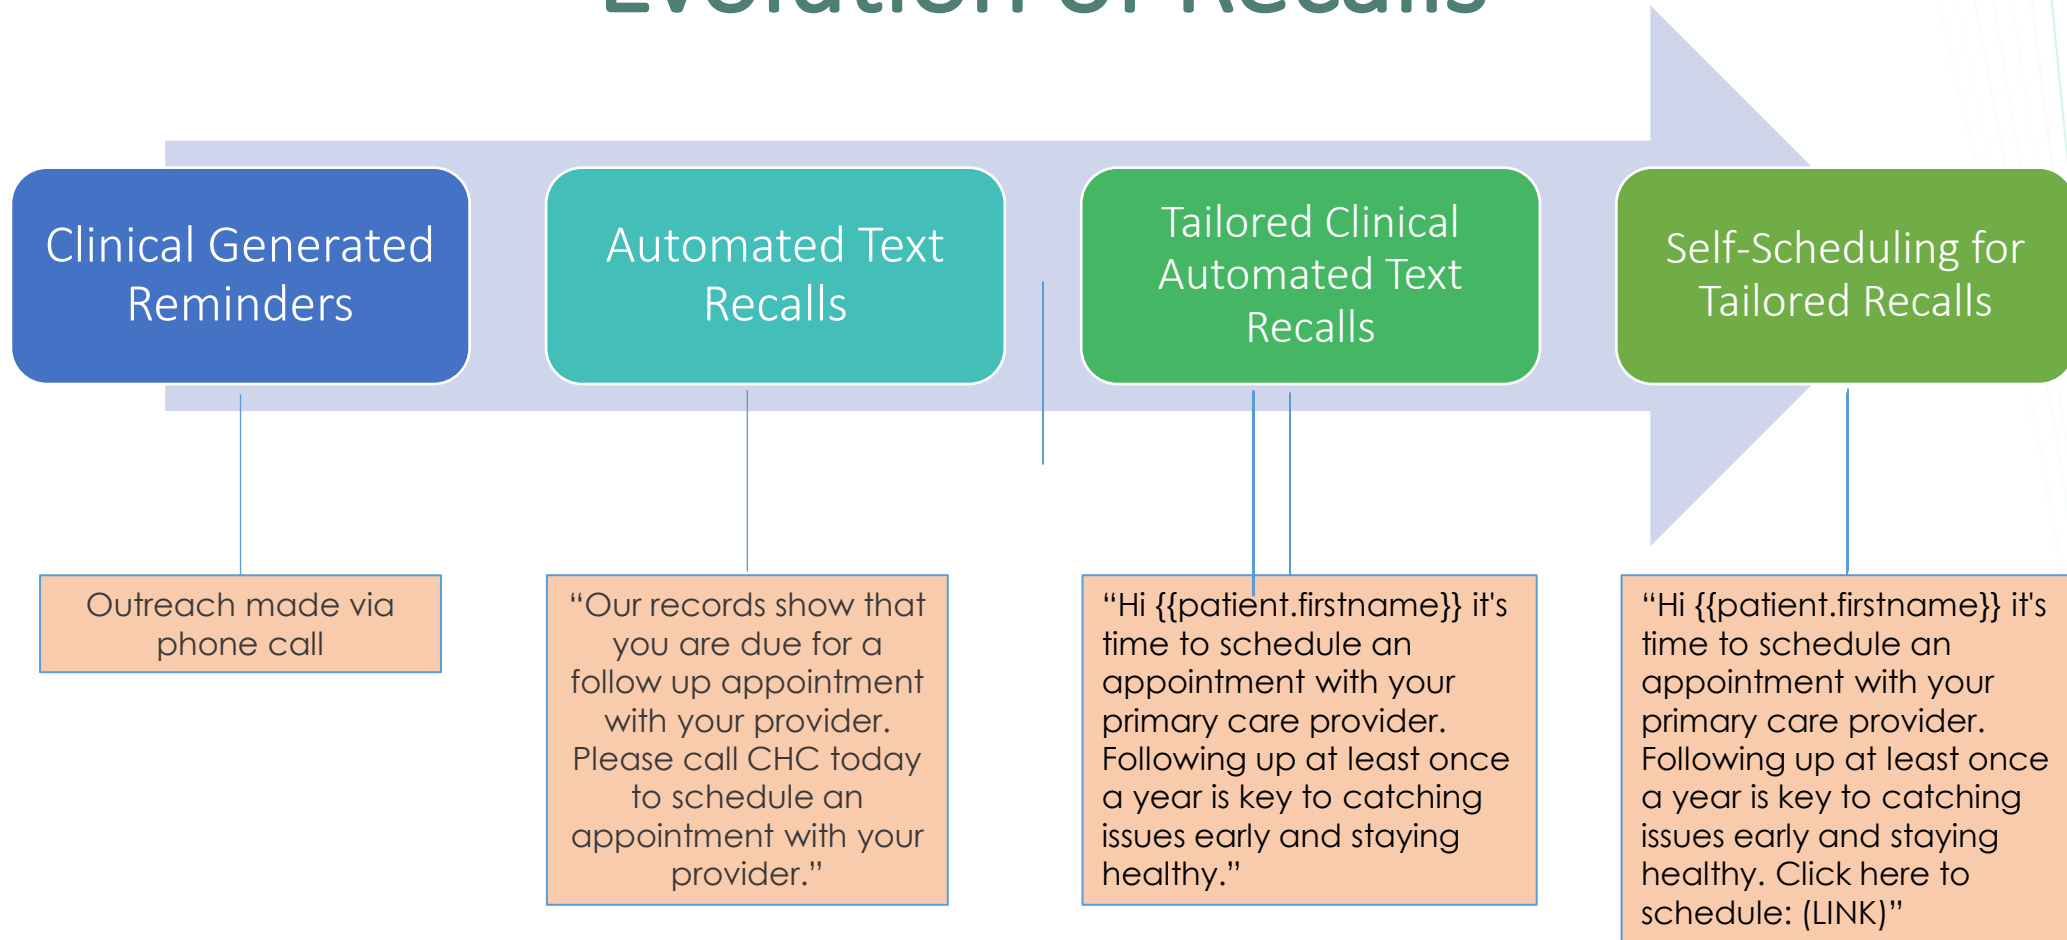 Evolution of Recalls
Clinical Generated
Reminders
Automated Text
Recalls
Tailored Clinical
Automated Text
Recalls
Self-Scheduling for
Tailored Recalls
Outreach made via
phone call
“Our records show that
you are due for a
follow up appointment
with your provider.
Please call CHC today
to schedule an
appointment with your
provider.”
“Hi {{patient.firstname}} it's
time to schedule an
appointment with your
primary care provider.
Following up at least once
a year is key to catching
issues early and staying
healthy.”
“Hi {{patient.firstname}} it's
time to schedule an
appointment with your
primary care provider.
Following up at least once
a year is key to catching
issues early and staying
healthy. Click here to
schedule: (LINK)”